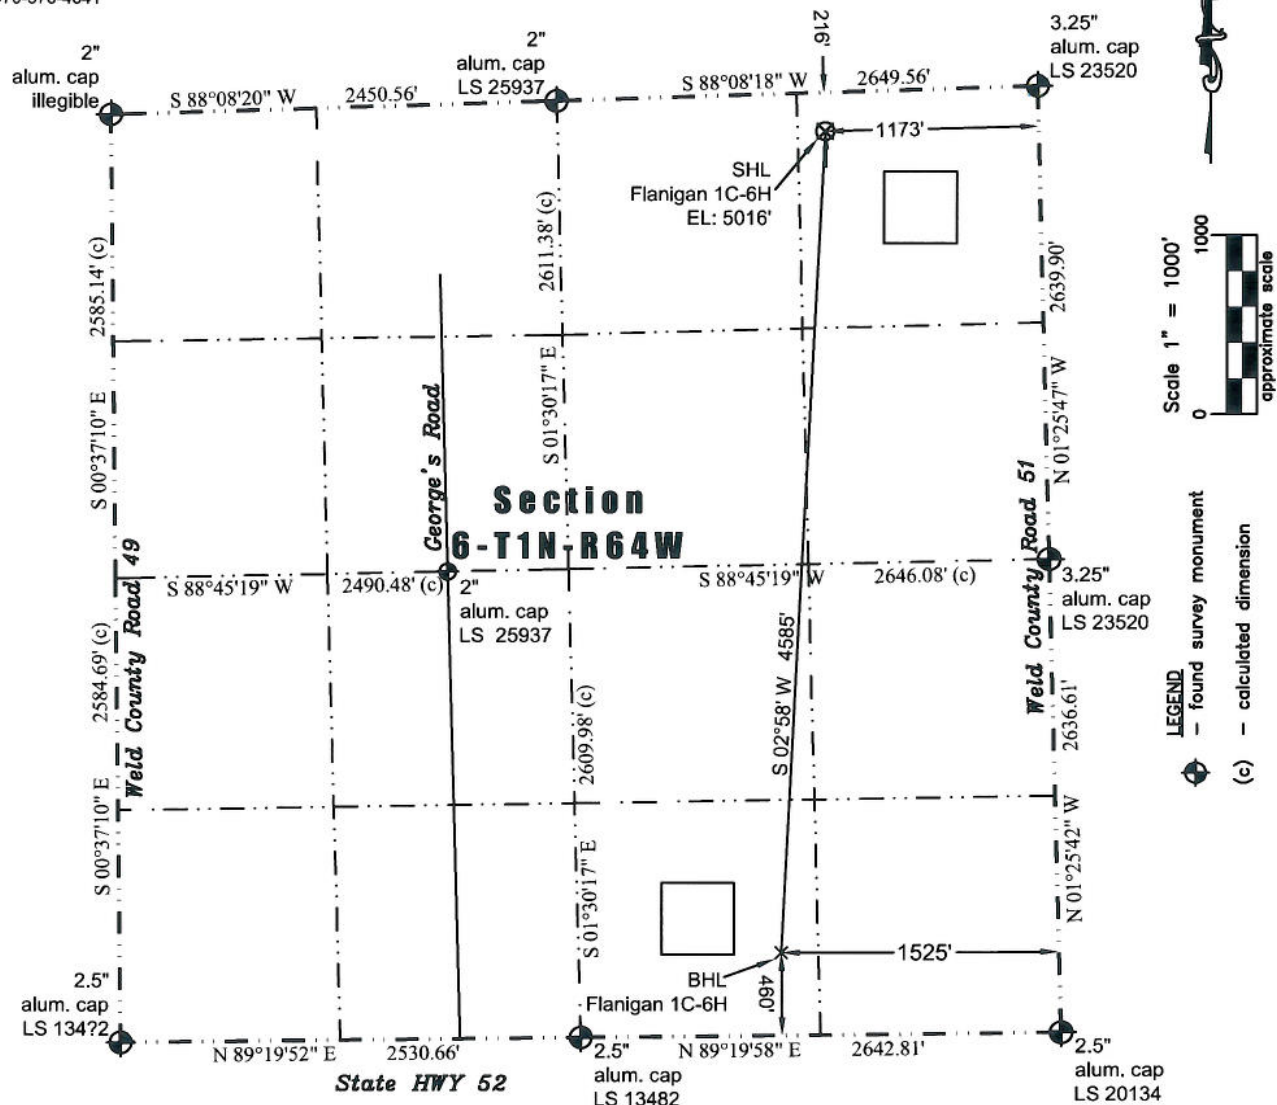 2"
alum. cap
illegible
S 88°08'20" W
2450.56'
2"
alum. cap
LS 25937
S 88°08'18" W
216'
2649.56'
3.25"
alum. cap
LS 23520
1173'
SHL
Flanigan 1C-6H
EL: 5016'
2585.14' (c)
S 00°37'10" E
2611.38' (c)
S 01°30'17" E
2639.90'
N 01°25'47" W
George's Road
Section
6-T1N-R64W
S 88°45'19" W
2490.48' (c)
2"
alum. cap
LS 25937
S 88°45'19" W
2646.08' (c)
3.25"
alum. cap
LS 23520
Weld County Road 49
Weld County Road 51
2584.69' (c)
S 00°37'10" E
2609.98' (c)
S 01°30'17" E
S 02°58' W 4585'
2636.61'
N 01°25'42" W
1525'
460'
BHL
Flanigan 1C-6H
2.5"
alum. cap
LS 13472
N 89°19'52" E
2530.66'
State HWY 52
2.5"
alum. cap
LS 13482
N 89°19'58" E
2642.81'
2.5"
alum. cap
LS 20134
Scale 1" = 1000'
0
1000
approximate scale
LEGEND
- found survey monument
(c) - calculated dimension